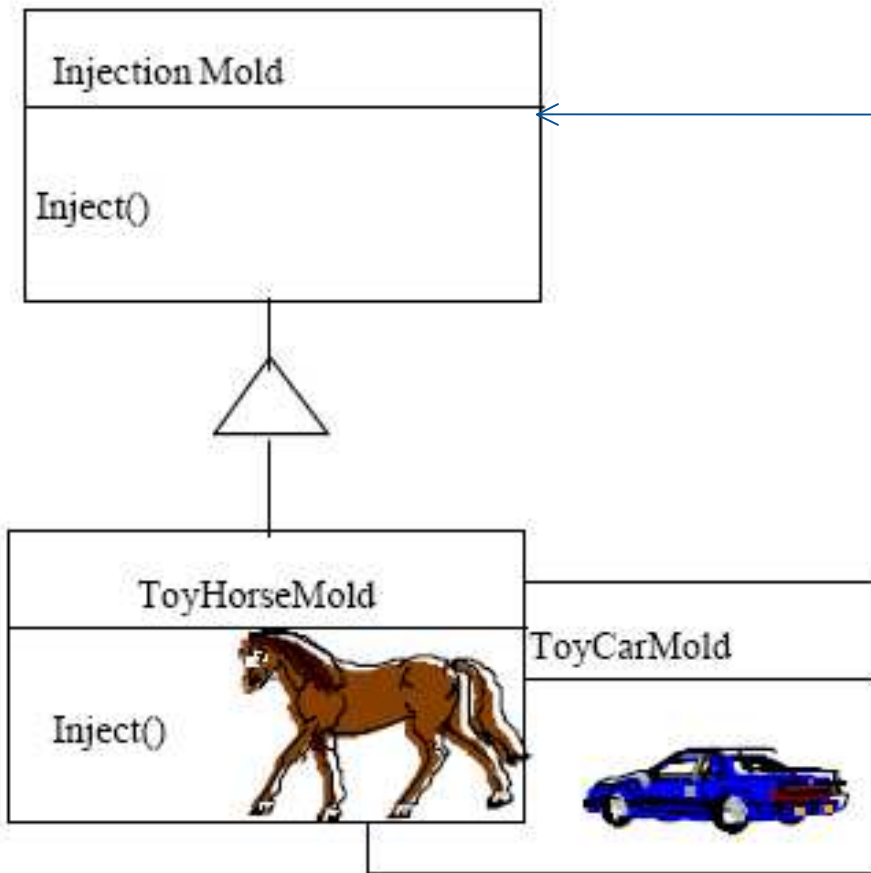 Injection Mold
Inject()
ToyHorseMold
ToyCarMold
Inject()